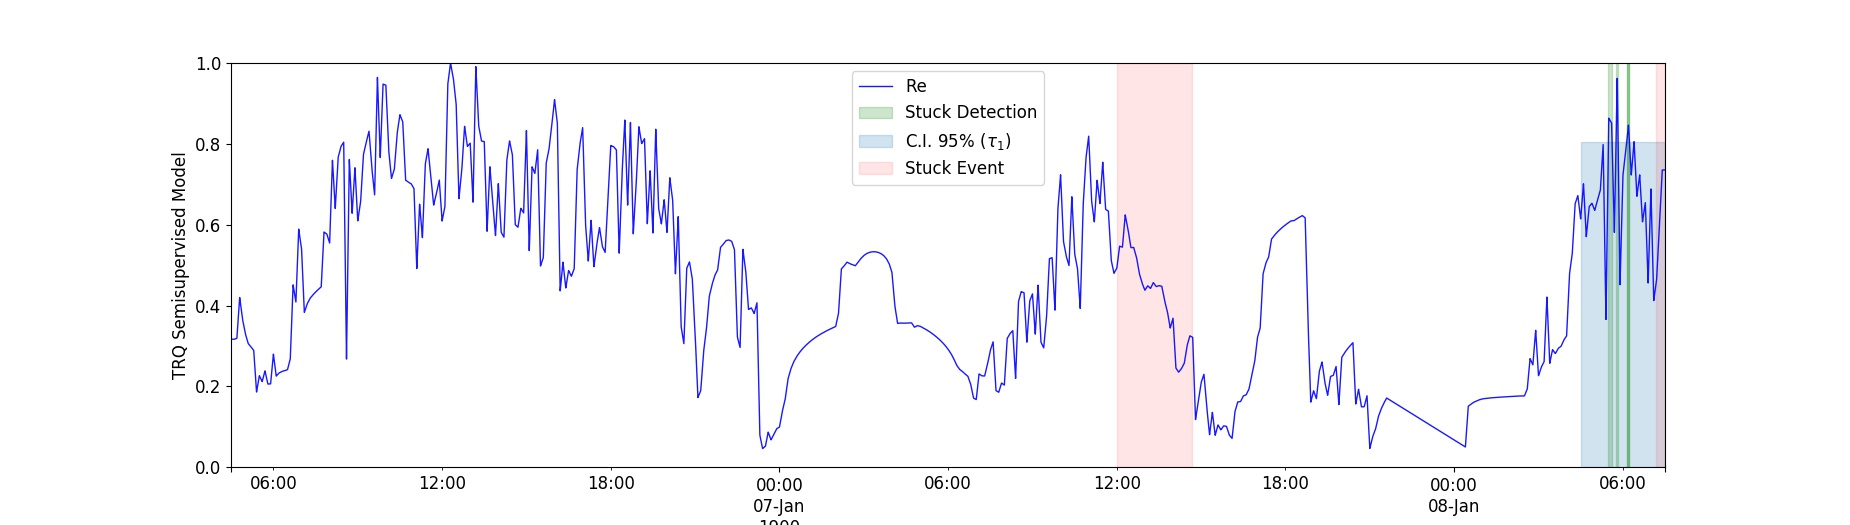 TRQ Semisupervised Model
1.0
0.8
0.6
0.4
0.2
0.0
Re
Stuck Detection
C.I. 95% (τ₁)
Stuck Event
06:00 12:00 18:00 00:00 06:00 12:00 18:00 00:00 06:00
07-Jan 08-Jan
1900